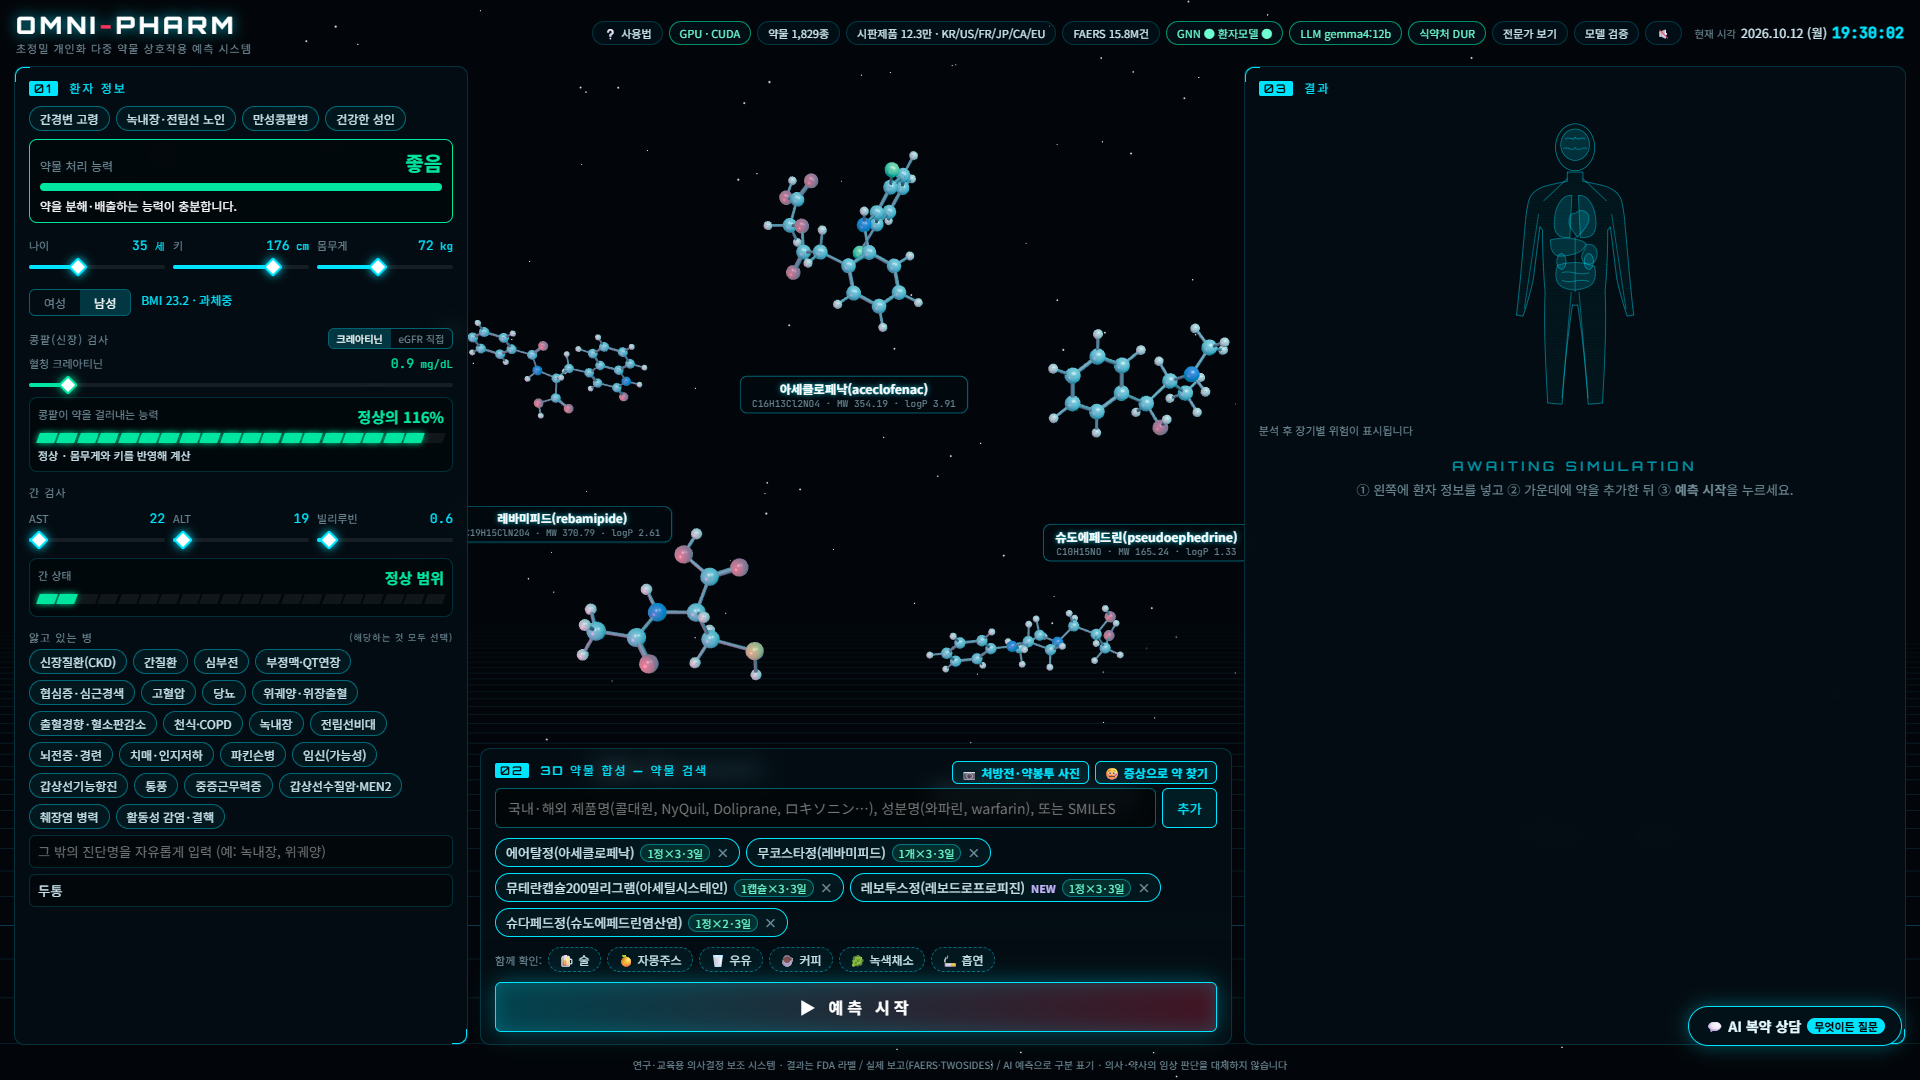 OMNI-PHARM
초정밀 개인화 다중 약물 상호작용 예측 시스템
? 사용법
GPU · CUDA
약물 1,829종
시판제품 12.3만 · KR/US/FR/JP/CA/EU
FAERS 15.8M건
GNN ● 환자모델 ●
LLM gemma4:12b
식약처 DUR
전문가 보기
모델 검증
현재 시각 2026.10.12 (월) 19:30:02
01 환자 정보
간경변 고령
녹내장·전립선 노인
만성콩팥병
건강한 성인
약물 처리 능력 좋음
약을 분해·배출하는 능력이 충분합니다.
나이 35 세
키 176 cm
몸무게 72 kg
여성 남성 BMI 23.2 · 과체중
콩팥(신장) 검사 크레아티닌 eGFR 직접
혈청 크레아티닌 0.9 mg/dL
콩팥이 약을 걸러내는 능력 정상의 116%
정상 · 몸무게와 키를 반영해 계산
간 검사
AST 22
ALT 19
빌리루빈 0.6
간 상태 정상 범위
앓고 있는 병 (해당하는 것 모두 선택)
신장질환(CKD) 간질환 심부전 부정맥·QT연장
협심증·심근경색 고혈압 당뇨 위궤양·위장출혈
출혈경향·혈소판감소 천식·COPD 녹내장 전립선비대
뇌전증·경련 치매·인지저하 파킨슨병 임신(가능성)
갑상선기능항진 통풍 중증근무력증 갑상선수질암·MEN2
췌장염 병력 활동성 감염·결핵
그 밖의 진단명을 자유롭게 입력 (예: 녹내장, 위궤양)
두통
아세클로페낙(aceclofenac)
C16H13Cl2NO4 · MW 354.19 · logP 3.91
레바미피드(rebamipide)
C19H15ClN2O4 · MW 370.79 · logP 2.61
슈도에페드린(pseudoephedrine)
C10H15NO · MW 165.24 · logP 1.33
02 3D 약물 합성 — 약물 검색
처방전·약봉투 사진
증상으로 약 찾기
국내·해외 제품명(콜대원, NyQuil, Doliprane, ロキソニン…), 성분명(와파린, warfarin), 또는 SMILES
추가
에어탈정(아세클로페낙) 1정×3·3일 ×
무코스타정(레바미피드) 1개×3·3일 ×
뮤테란캡슐200밀리그램(아세틸시스테인) 1캡슐×3·3일 ×
레보투스정(레보드로프로피진) NEW 1정×3·3일 ×
슈다페드정(슈도에페드린염산염) 1정×2·3일 ×
함께 확인: 술 자몽주스 우유 커피 녹색채소 흡연
▶ 예측 시작
03 결과
분석 후 장기별 위험이 표시됩니다
AWAITING SIMULATION
① 왼쪽에 환자 정보를 넣고 ② 가운데에 약을 추가한 뒤 ③ 예측 시작을 누르세요.
AI 복약 상담 무엇이든 질문
연구·교육용 의사결정 보조 시스템 · 결과는 FDA 라벨 / 실제 보고(FAERS·TWOSIDES) / AI 예측으로 구분 표기 · 의사·약사의 임상 판단을 대체하지 않습니다